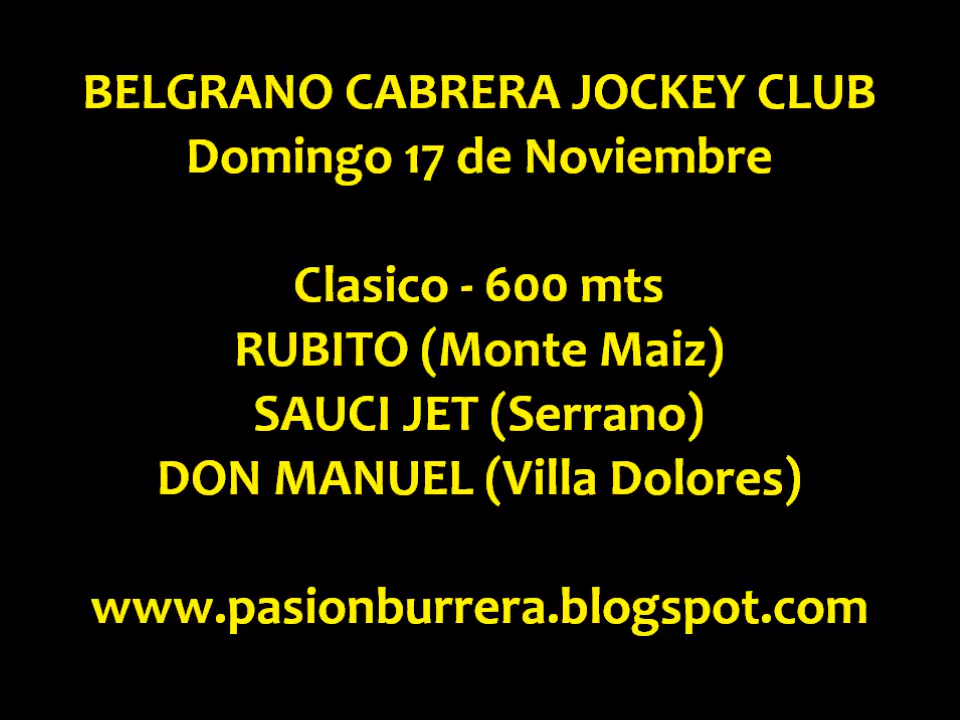 BELGRANO CABRERA JOCKEY CLUB
Domingo 17 de Noviembre
Clasico - 600 mts
RUBITO (Monte Maiz)
SAUCI JET (Serrano)
DON MANUEL (Villa Dolores)
www.pasionburrera.blogspot.com